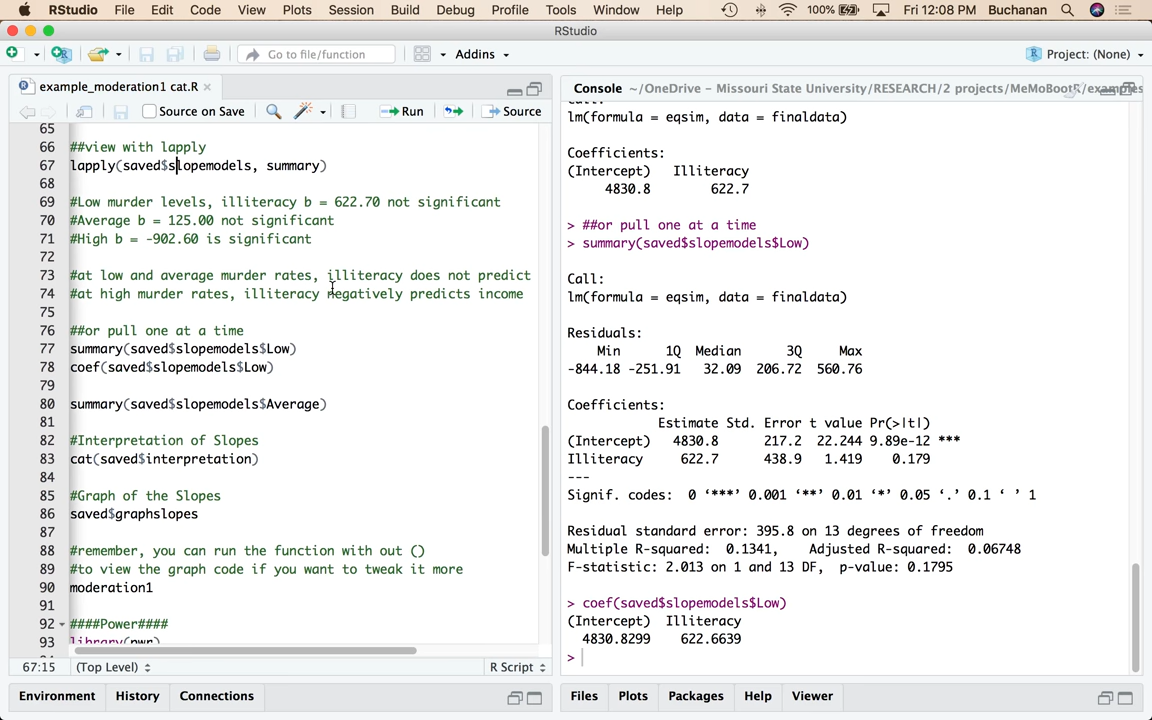 RStudio File Edit Code View Plots Session Build Debug Profile Tools Window Help 100% Fri 12:08 PM Buchanan
RStudio
Go to file/function Addins Project: (None)
example_moderation1 cat.R
Source on Save Run Source
65
66 ##view with lapply
67 lapply(saved$slopemodels, summary)
68
69 #Low murder levels, illiteracy b = 622.70 not significant
70 #Average b = 125.00 not significant
71 #High b = -902.60 is significant
72
73 #at low and average murder rates, illiteracy does not predict
74 #at high murder rates, illiteracy negatively predicts income
75
76 ##or pull one at a time
77 summary(saved$slopemodels$Low)
78 coef(saved$slopemodels$Low)
79
80 summary(saved$slopemodels$Average)
81
82 #Interpretation of Slopes
83 cat(saved$interpretation)
84
85 #Graph of the Slopes
86 saved$graphslopes
87
88 #remember, you can run the function with out ()
89 #to view the graph code if you want to tweak it more
90 moderation1
91
92 ####Power####
93 library(pwr)
67:15 (Top Level) R Script
Environment History Connections
Console ~/OneDrive - Missouri State University/RESEARCH/2 projects/MeMoBootR/examples
Call:
lm(formula = eqsim, data = finaldata)
Coefficients:
(Intercept) Illiteracy
4830.8 622.7
> ##or pull one at a time
> summary(saved$slopemodels$Low)
Call:
lm(formula = eqsim, data = finaldata)
Residuals:
Min 1Q Median 3Q Max
-844.18 -251.91 32.09 206.72 560.76
Coefficients:
Estimate Std. Error t value Pr(>|t|)
(Intercept) 4830.8 217.2 22.244 9.89e-12 ***
Illiteracy 622.7 438.9 1.419 0.179
---
Signif. codes: 0 ‘***’ 0.001 ‘**’ 0.01 ‘*’ 0.05 ‘.’ 0.1 ‘ ’ 1
Residual standard error: 395.8 on 13 degrees of freedom
Multiple R-squared: 0.1341, Adjusted R-squared: 0.06748
F-statistic: 2.013 on 1 and 13 DF, p-value: 0.1795
> coef(saved$slopemodels$Low)
(Intercept) Illiteracy
4830.8299 622.6639
>
Files Plots Packages Help Viewer